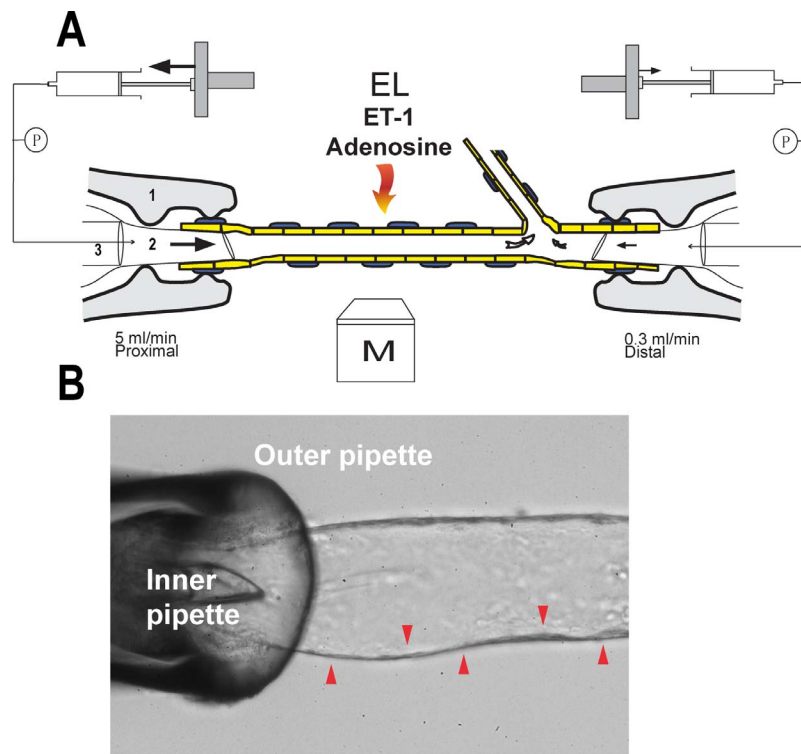 A
EL
ET-1
Adenosine
P
P
1
2
3
5 ml/min
Proximal
M
0.3 ml/min
Distal
B
Outer pipette
Inner
pipette